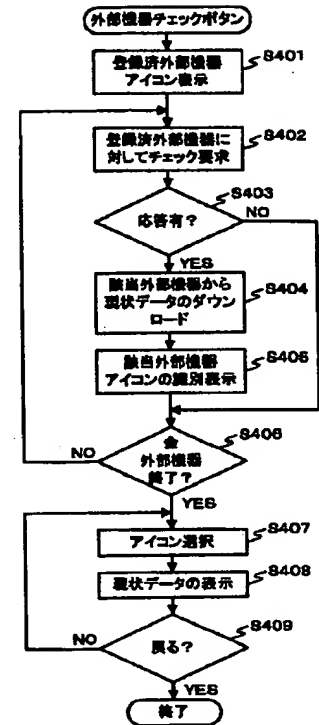 外部機器チェックボタン
S401
登録済外部機器
アイコン表示
S402
登録済外部機器に
対してチェック要求
S403
応答有?
NO
YES
S404
該当外部機器から
現状データのダウン
ロード
S405
該当外部機器
アイコンの識別表示
S406
全
外部機器
終了?
NO
YES
S407
アイコン選択
S408
現状データの表示
S409
戻る?
NO
YES
終了